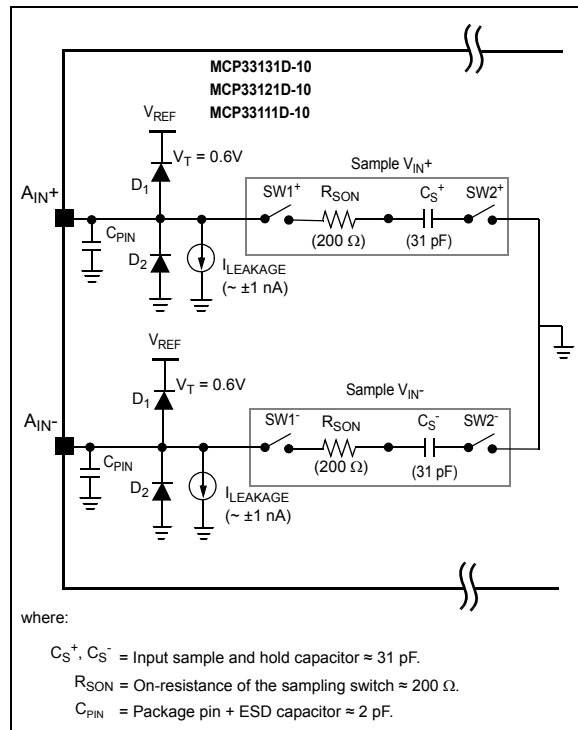 MCP33131D-10
MCP33121D-10
MCP33111D-10
VREF
VT = 0.6V
Sample VIN+
AIN+
D1
SW1+ RSON CS+ SW2+
CPIN
(200 Ω) (31 pF)
D2
ILEAKAGE
(~ ±1 nA)
VREF
VT = 0.6V
Sample VIN-
AIN-
D1
SW1- RSON CS- SW2-
CPIN
(200 Ω) (31 pF)
D2
ILEAKAGE
(~ ±1 nA)
where:
CS+, CS- = Input sample and hold capacitor ≈ 31 pF.
RSON = On-resistance of the sampling switch ≈ 200 Ω.
CPIN = Package pin + ESD capacitor ≈ 2 pF.